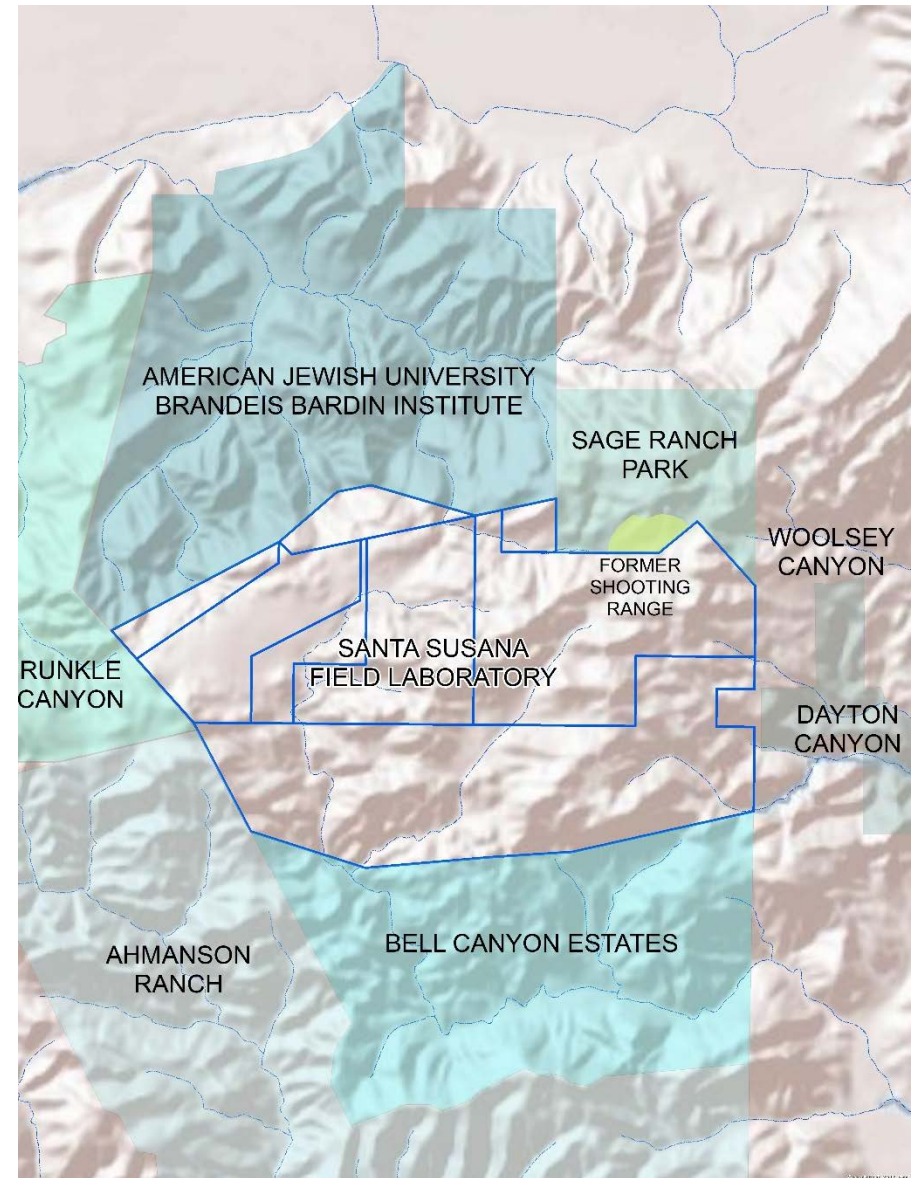 AMERICAN JEWISH UNIVERSITY
BRANDEIS BARDIN INSTITUTE
SAGE RANCH
PARK
WOOLSEY
CANYON
FORMER
SHOOTING
RANGE
SANTA SUSANA
FIELD LABORATORY
RUNKLE
CANYON
DAYTON
CANYON
BELL CANYON ESTATES
AHMANSON
RANCH